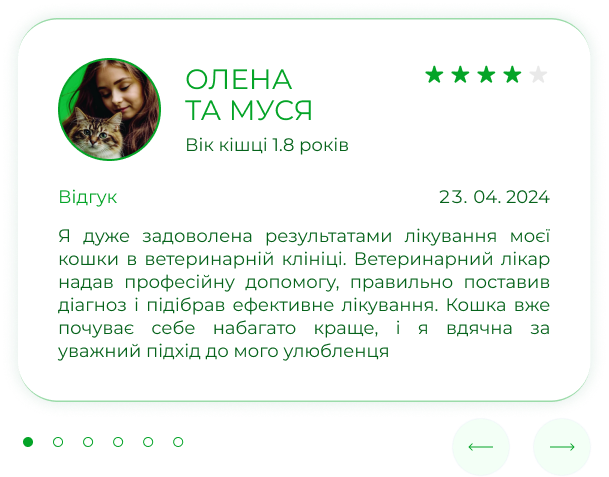 ОЛЕНА
ТА МУСЯ
Вік кішці 1.8 років
Відгук
23. 04. 2024
Я дуже задоволена результатами лікування моєї
кошки в ветеринарній клініці. Ветеринарний лікар
надав професійну допомогу, правильно поставив
діагноз і підібрав ефективне лікування. Кошка вже
почуває себе набагато краще, і я вдячна за
уважний підхід до мого улюбленця